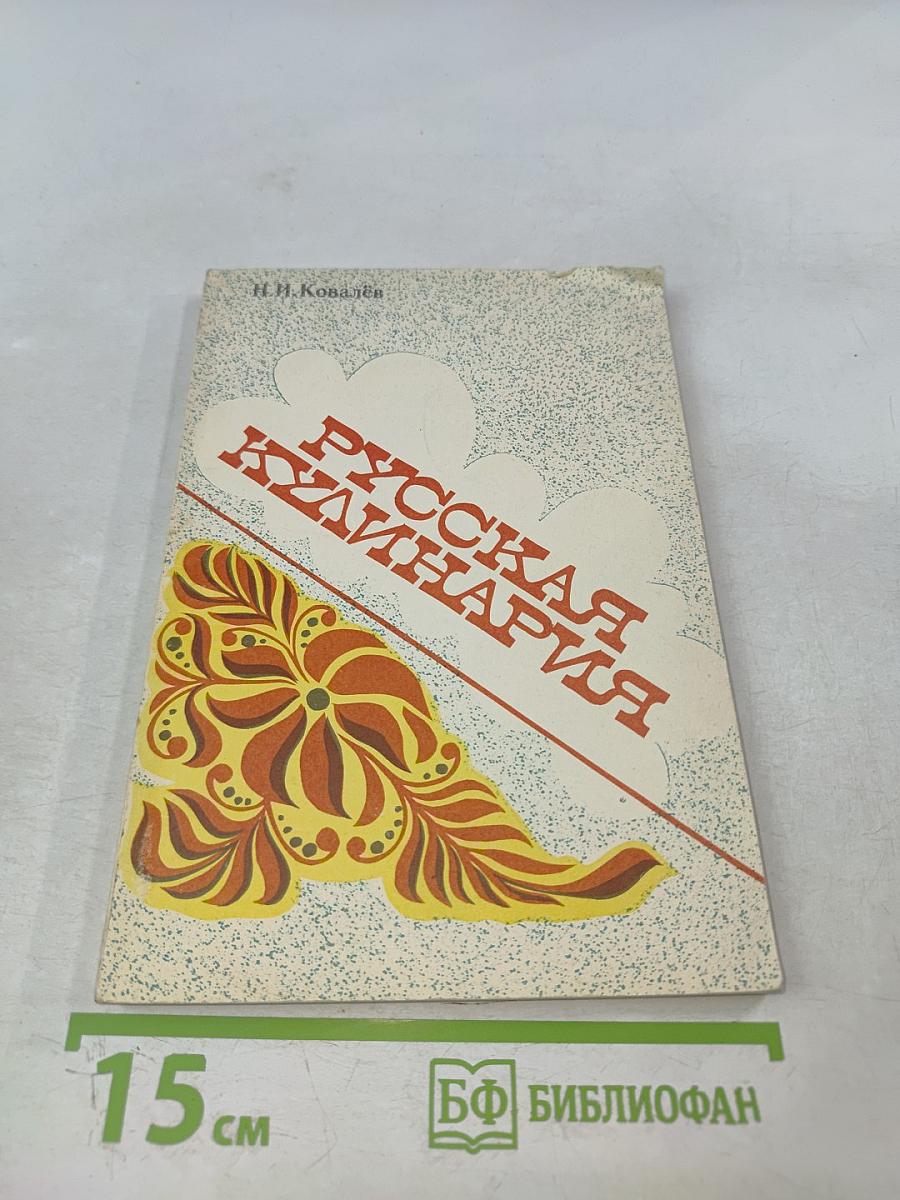 Н.И.Ковалёв
РУССКАЯ
КУЛИНАРИЯ
15 см
БФ БИБЛИОФАН